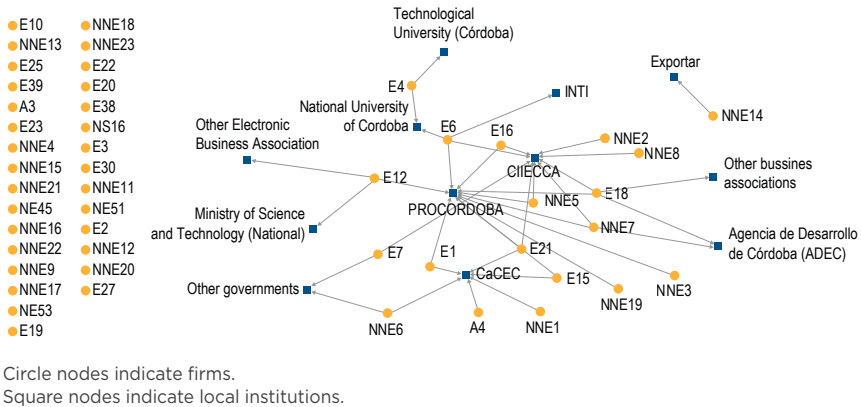 E10
NNE13
E25
E39
A3
E23
NNE4
NNE15
NNE21
NE45
NNE16
NNE22
NNE9
NNE17
NE53
E19
NNE18
NNE23
E22
E20
E38
NS16
E3
E30
NNE11
NE51
E2
NNE12
NNE20
E27
Technological
University (Córdoba)
E4
National University
of Cordoba
Other Electronic
Business Association
INTI
E6
E16
Exportar
NNE14
NNE2
NNE8
CIIECCA
E12
PROCORDOBA
NNE5
E18
Other bussines
associations
Ministry of Science
and Technology (National)
NNE7
Agencia de Desarrollo
de Córdoba (ADEC)
E7
E1
E21
CaCEC
E15
Other governments
NNE19
NNE3
NNE6
A4
NNE1
Circle nodes indicate firms.
Square nodes indicate local institutions.